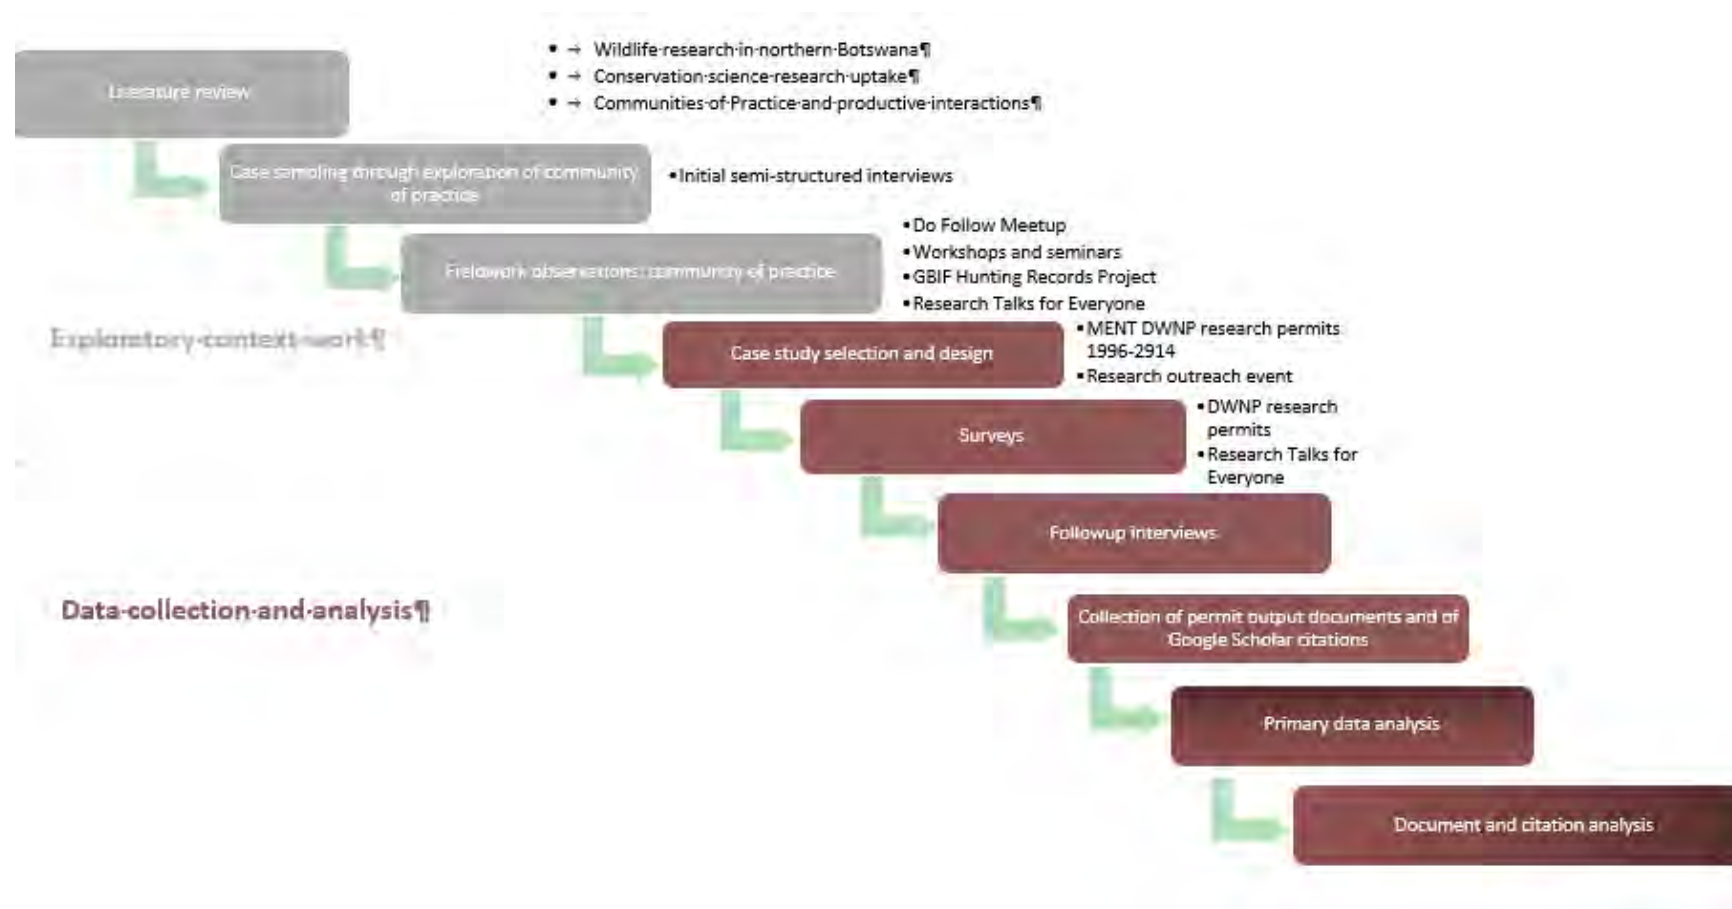 • → Wildlife·research·in·northern·Botswana¶
• → Conservation·science·research·uptake¶
• → Communities·of·Practice·and·productive·interactions¶
Literature review
Case sampling through exploration of community
of practice
▪Initial semi-structured interviews
Fieldwork observations: community of practice
▪Do Follow Meetup
▪Workshops and seminars
▪GBIF Hunting Records Project
▪Research Talks for Everyone
Exploratory·context·work¶
Case study selection and design
▪MENT DWNP research permits
1996-2914
▪Research outreach event
Surveys
▪DWNP research
permits
▪Research Talks for
Everyone
Followup interviews
Data·collection·and·analysis¶
Collection of permit output documents and of
Google Scholar citations
Primary data analysis
Document and citation analysis